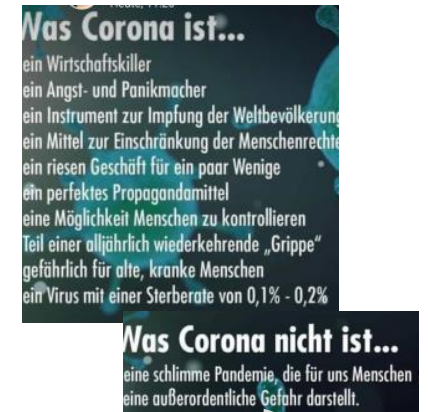 Was Corona ist...
ein Wirtschaftskiller
ein Angst- und Panikmacher
ein Instrument zur Impfung der Weltbevölkerung
ein Mittel zur Einschränkung der Menschenrechte
ein riesen Geschäft für ein paar Wenige
ein perfektes Propagandamittel
eine Möglichkeit Menschen zu kontrollieren
Teil einer alljährlich wiederkehrende „Grippe“
gefährlich für alte, kranke Menschen
ein Virus mit einer Sterberate von 0,1% - 0,2%
Was Corona nicht ist...
eine schlimme Pandemie, die für uns Menschen
eine außerordentliche Gefahr darstellt.